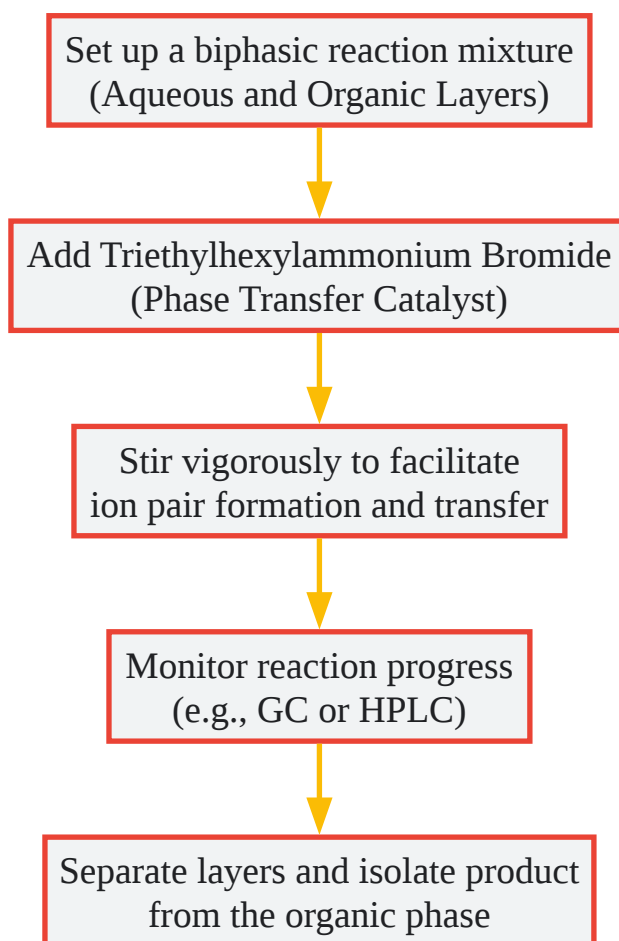 Set up a biphasic reaction mixture
(Aqueous and Organic Layers)
Add Triethylhexylammonium Bromide
(Phase Transfer Catalyst)
Stir vigorously to facilitate
ion pair formation and transfer
Monitor reaction progress
(e.g., GC or HPLC)
Separate layers and isolate product
from the organic phase